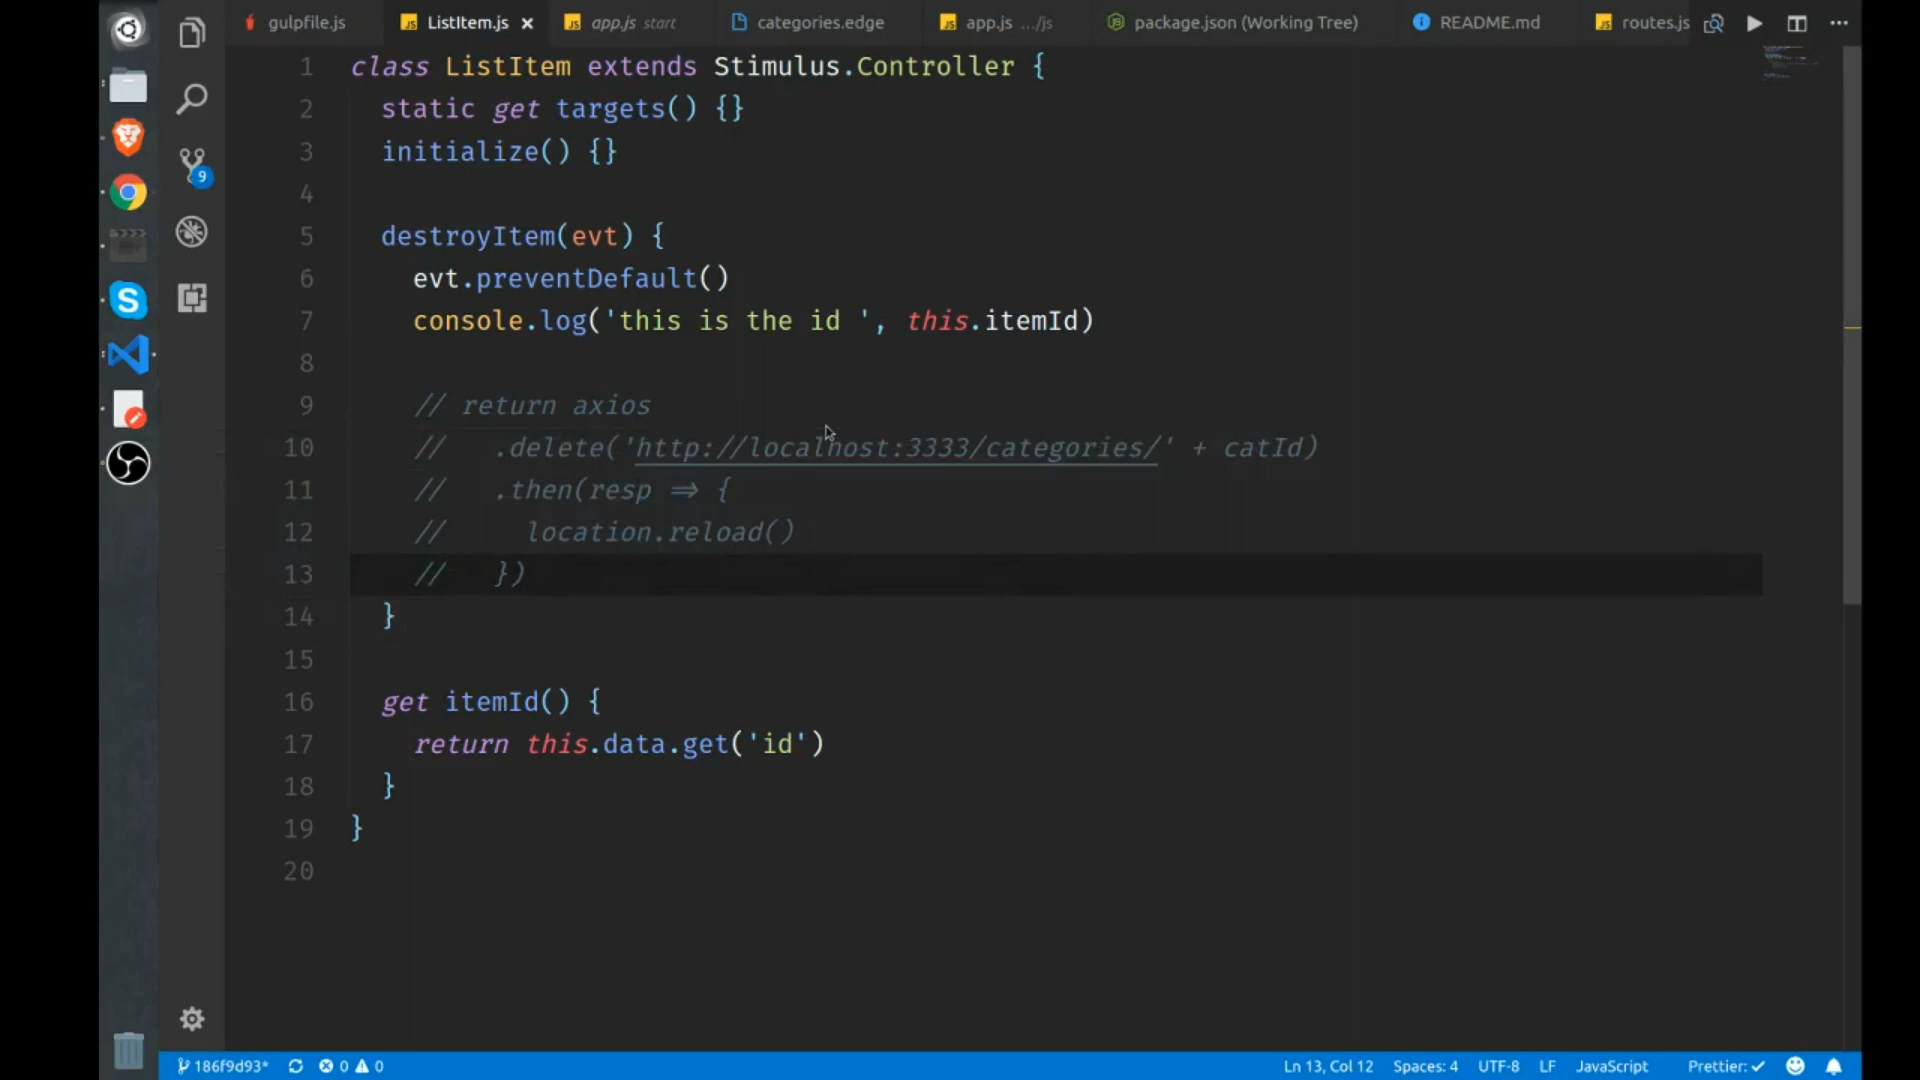 gulpfile.js ListItem.js app.js start categories.edge app.js .../js package.json (Working Tree) README.md routes.js
1 class ListItem extends Stimulus.Controller {
2 static get targets() {}
3 initialize() {}
4
5 destroyItem(evt) {
6 evt.preventDefault()
7 console.log('this is the id ', this.itemId)
8
9 // return axios
10 // .delete('http://localhost:3333/categories/' + catId)
11 // .then(resp => {
12 // location.reload()
13 // })
14 }
15
16 get itemId() {
17 return this.data.get('id')
18 }
19 }
20
9
186f9d93* 0 0 Ln 13, Col 12 Spaces: 4 UTF-8 LF JavaScript Prettier: ✓